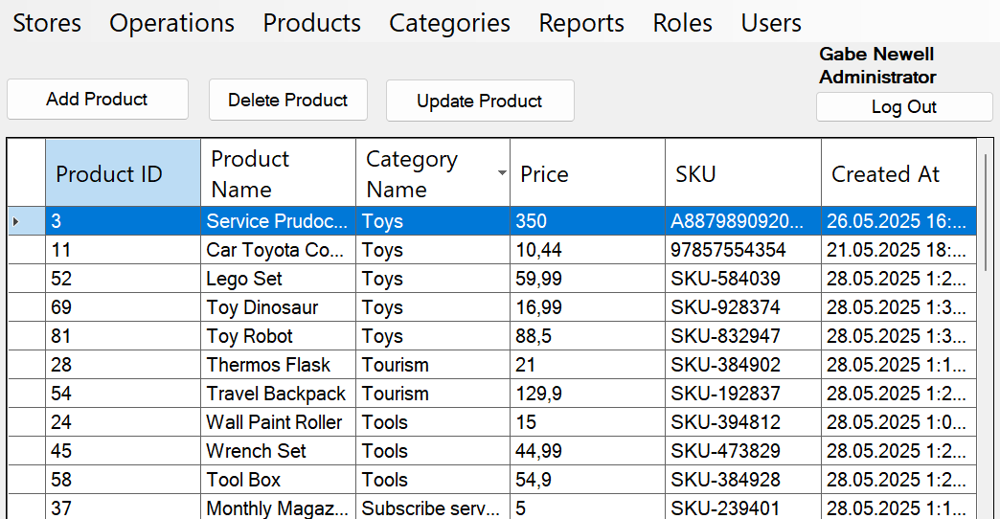 Stores Operations Products Categories Reports Roles Users
Gabe Newell
Administrator
Add Product Delete Product Update Product Log Out
Product ID Product Name Category Name Price SKU Created At
3 Service Prudoc... Toys 350 A8879890920... 26.05.2025 16:...
11 Car Toyota Co... Toys 10,44 97857554354 21.05.2025 18:...
52 Lego Set Toys 59,99 SKU-584039 28.05.2025 1:2...
69 Toy Dinosaur Toys 16,99 SKU-928374 28.05.2025 1:3...
81 Toy Robot Toys 88,5 SKU-832947 28.05.2025 1:3...
28 Thermos Flask Tourism 21 SKU-384902 28.05.2025 1:1...
54 Travel Backpack Tourism 129,9 SKU-192837 28.05.2025 1:2...
24 Wall Paint Roller Tools 15 SKU-394812 28.05.2025 1:0...
45 Wrench Set Tools 44,99 SKU-473829 28.05.2025 1:2...
58 Tool Box Tools 54,9 SKU-384928 28.05.2025 1:2...
37 Monthly Magaz... Subscribe serv... 5 SKU-239401 28.05.2025 1:1...